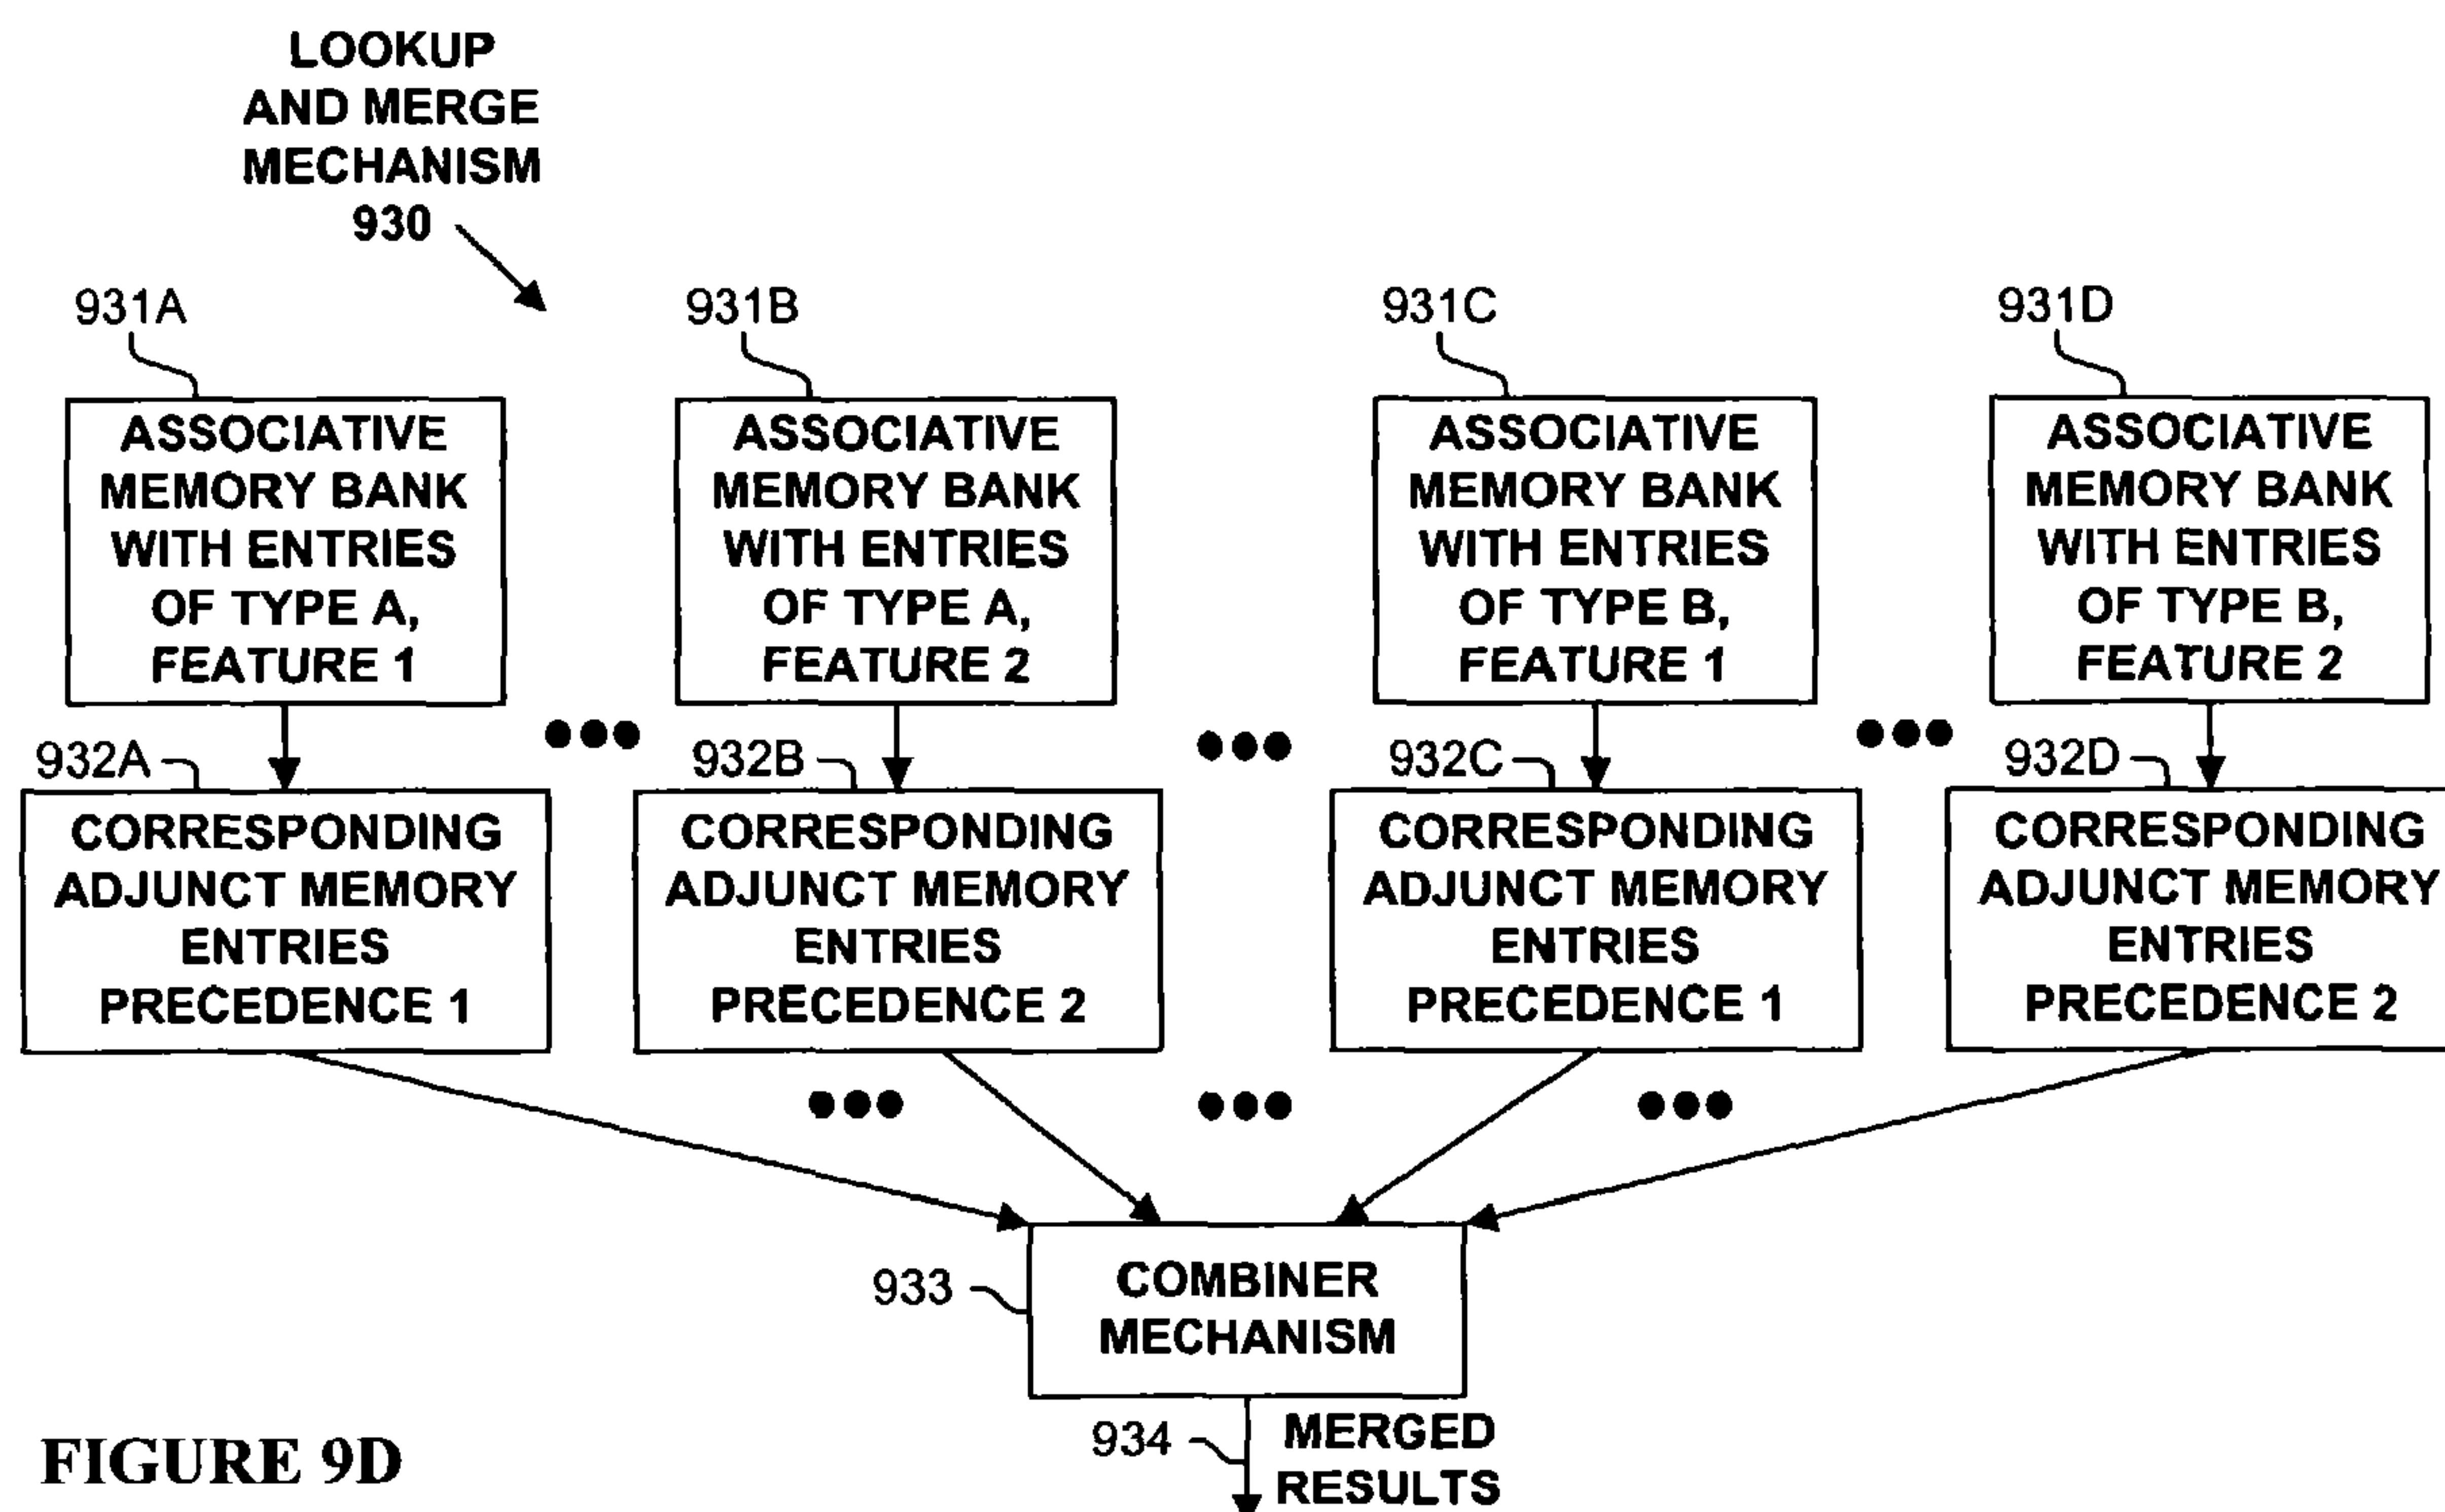 LOOKUP
AND MERGE
MECHANISM
930
931A
931B
931C
931D
ASSOCIATIVE
MEMORY BANK
WITH ENTRIES
OF TYPE A,
FEATURE 1
ASSOCIATIVE
MEMORY BANK
WITH ENTRIES
OF TYPE A,
FEATURE 2
ASSOCIATIVE
MEMORY BANK
WITH ENTRIES
OF TYPE B,
FEATURE 1
ASSOCIATIVE
MEMORY BANK
WITH ENTRIES
OF TYPE B,
FEATURE 2
932A
932B
932C
932D
CORRESPONDING
ADJUNCT MEMORY
ENTRIES
PRECEDENCE 1
CORRESPONDING
ADJUNCT MEMORY
ENTRIES
PRECEDENCE 2
CORRESPONDING
ADJUNCT MEMORY
ENTRIES
PRECEDENCE 1
CORRESPONDING
ADJUNCT MEMORY
ENTRIES
PRECEDENCE 2
933
COMBINER
MECHANISM
934
MERGED
RESULTS
FIGURE 9D